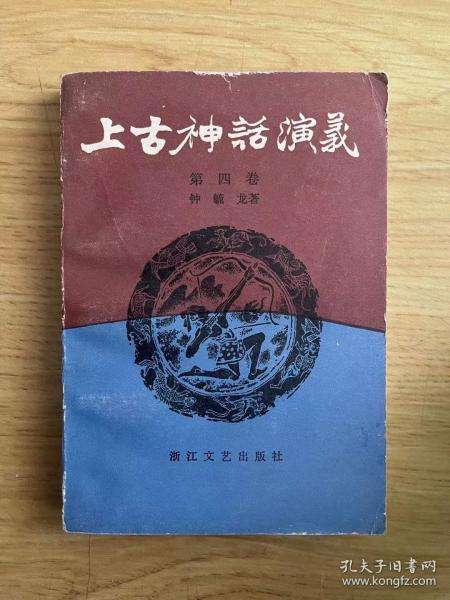 上古神話演義
第四卷
钟毓龙著
浙江文艺出版社
孔夫子旧书网
www.kongfz.com